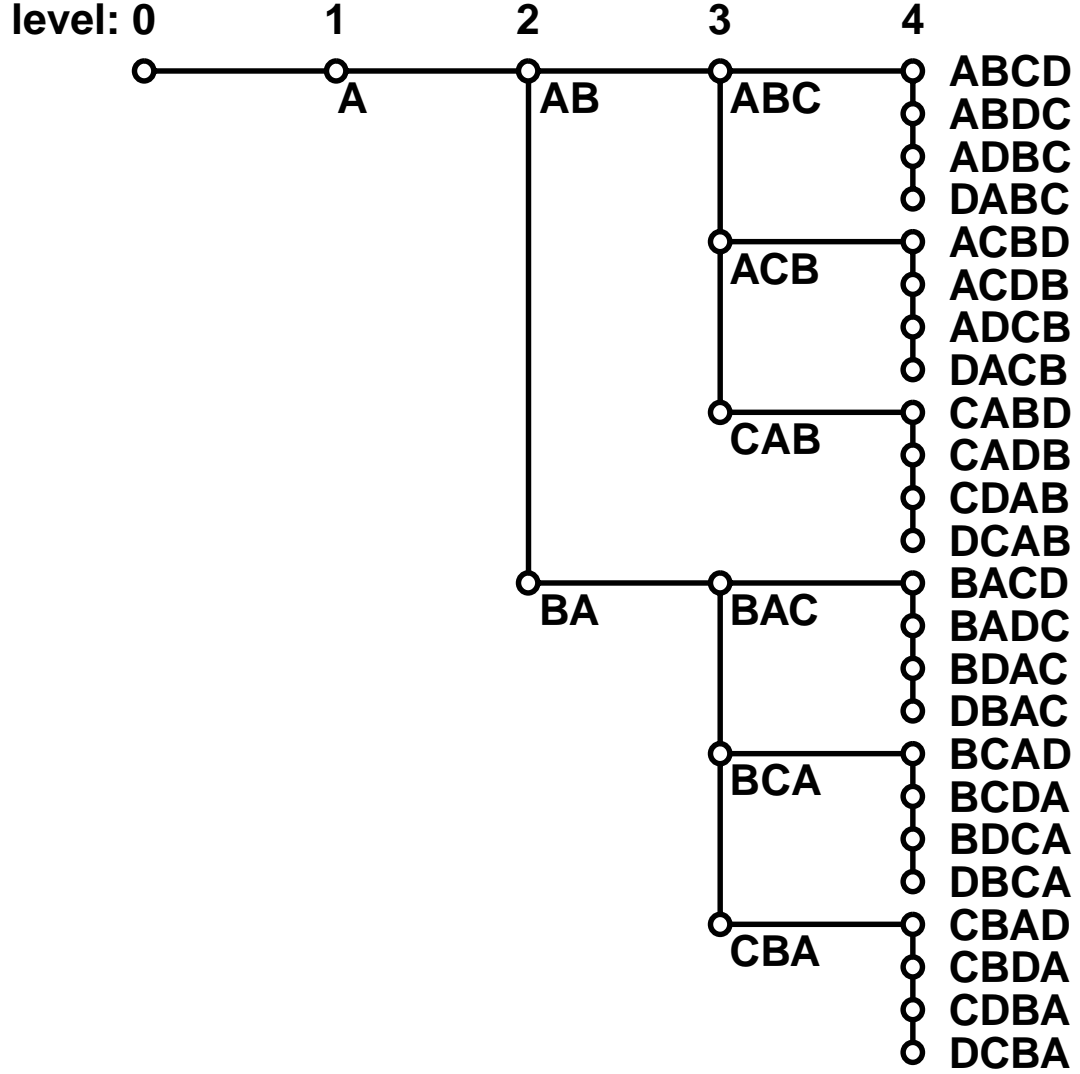 level: 0 1 2 3 4
A AB ABC ABCD
ABDC
ADBC
DABC
ACB ACBD
ACDB
ADCB
DACB
CAB CABD
CADB
CDAB
DCAB
BA BAC BACD
BADC
BDAC
DBAC
BCA BCAD
BCDA
BDCA
DBCA
CBA CBAD
CBDA
CDBA
DCBA